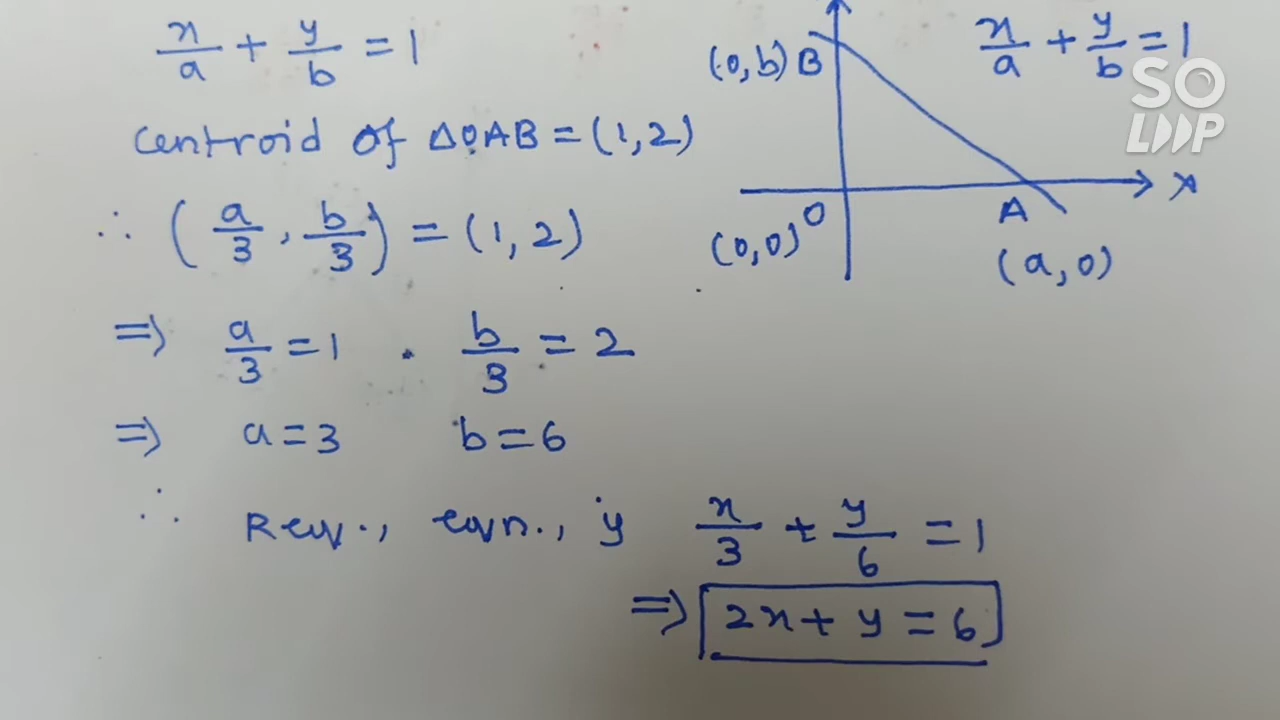 x/a + y/b = 1
Centroid of ΔOAB = (1, 2)
∴ (a/3, b/3) = (1, 2)
⇒ a/3 = 1 . b/3 = 2
⇒ a = 3 b = 6
∴ Req., eqn., is x/3 + y/6 = 1
⇒ 2x + y = 6
x/a + y/b = 1
(0, b) B
X
O
(0, 0)
A
(a, 0)
SO
LOOP